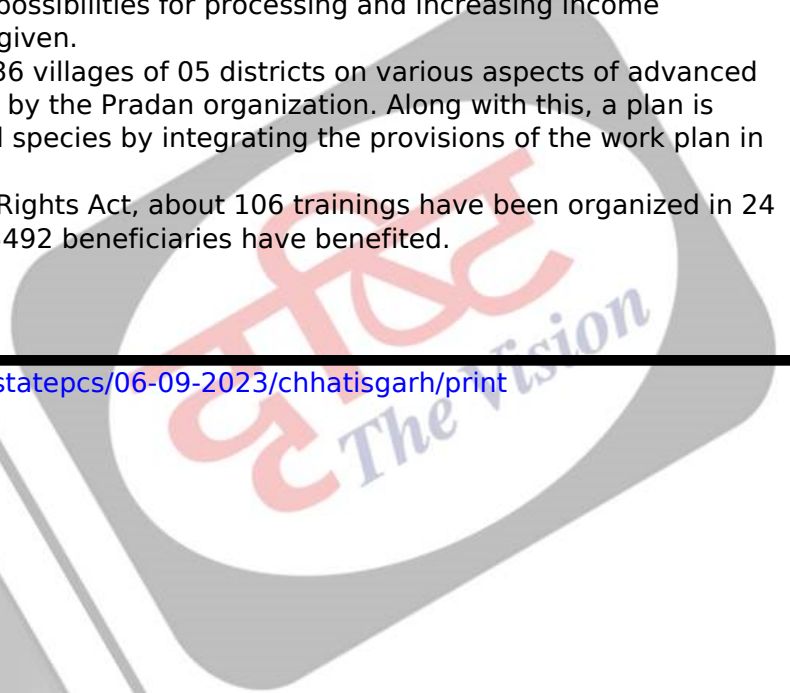 possibilities for processing and increasing income
given.
36 villages of 05 districts on various aspects of advanced
by the Pradan organization. Along with this, a plan is
species by integrating the provisions of the work plan in
Rights Act, about 106 trainings have been organized in 24
492 beneficiaries have benefited.
statepcs/06-09-2023/chhatisgarh/print
दृष्टि
The Vision